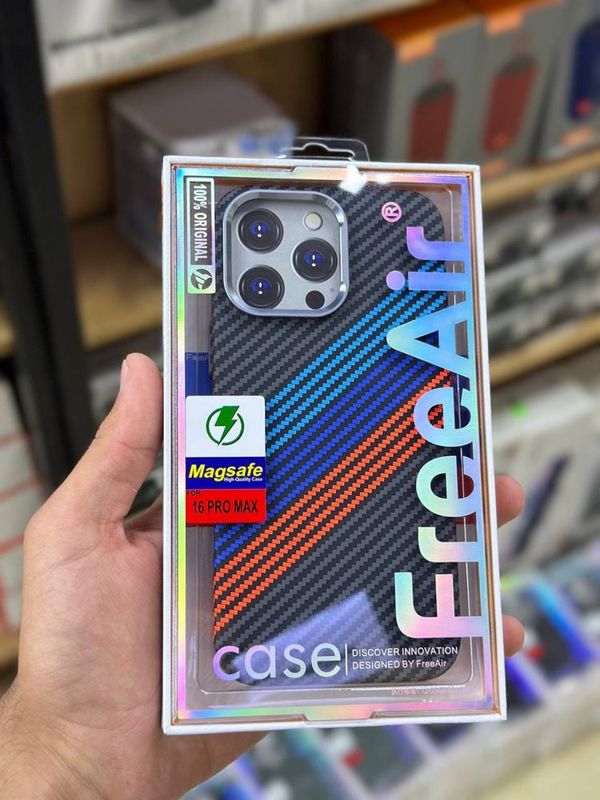 100% ORIGINAL
FreeAir®
Magsafe
High-Quality Case
FOR
16 PRO MAX
case
DISCOVER INNOVATION
DESIGNED BY FreeAir